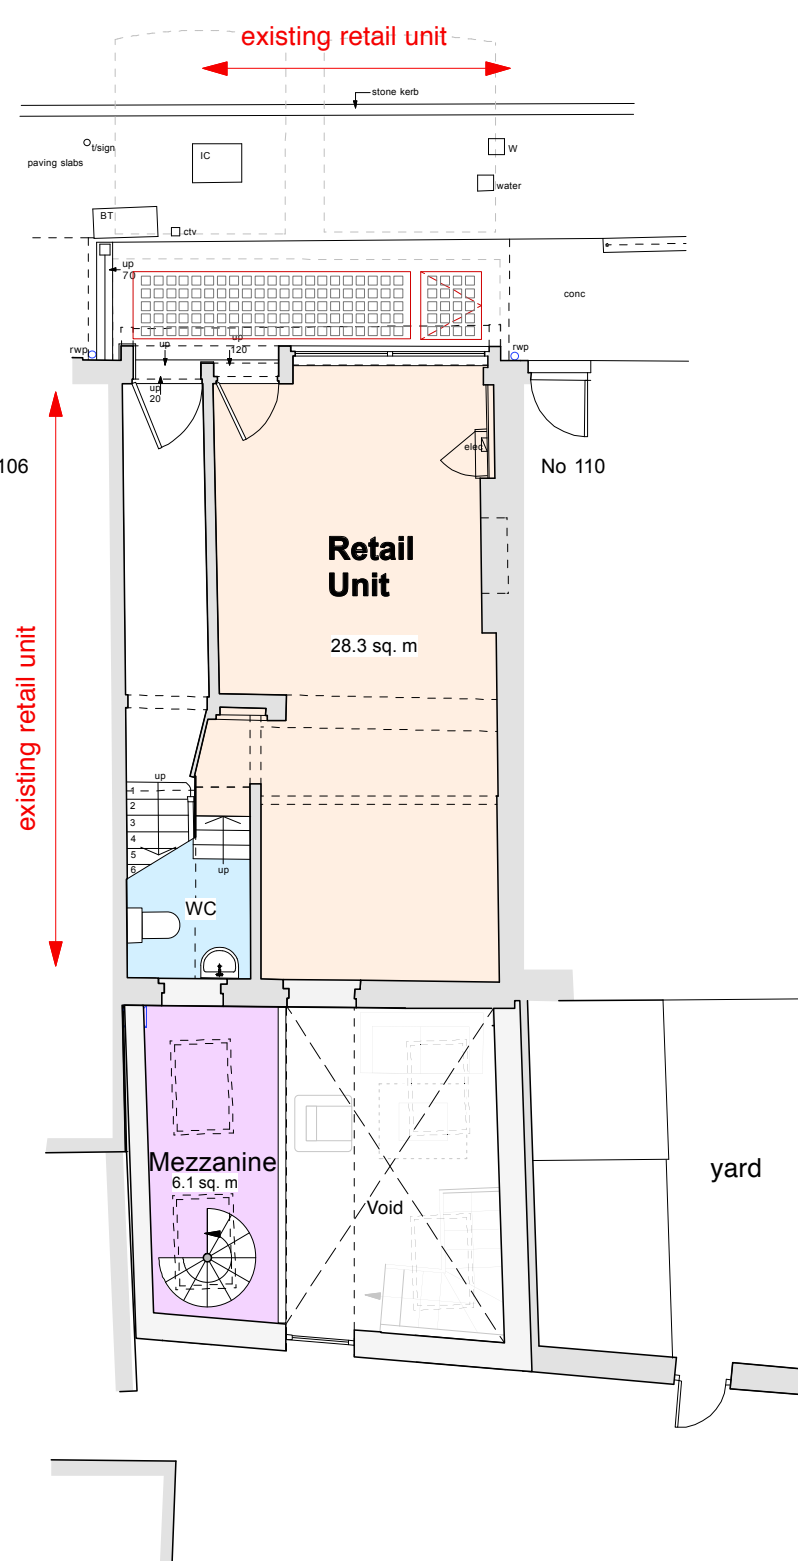 existing retail unit
stone kerb
t/sign
paving slabs
IC
W
water
BT
ctv
up
70
conc
rwp
up
up
120
rwp
up
20
elec
106
No 110
Retail
Unit
28.3 sq. m
existing retail unit
up
1
2
3
4
5
6
up
WC
Mezzanine
6.1 sq. m
Void
yard